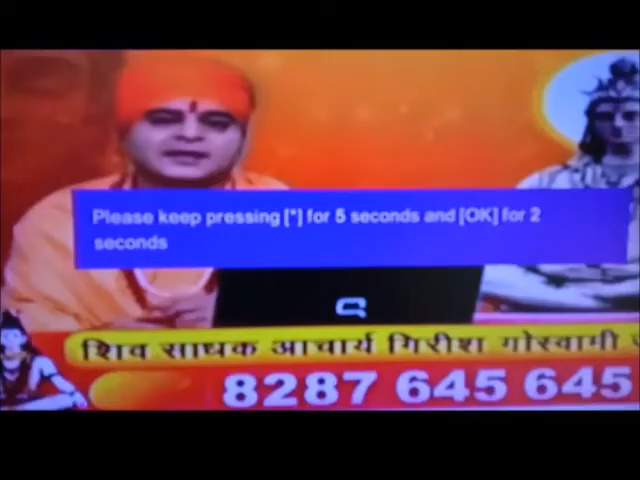 Please keep pressing [*] for 5 seconds and [OK] for 2
seconds
शिव साधक आचार्य गिरीश गोस्वामी
8287 645 645